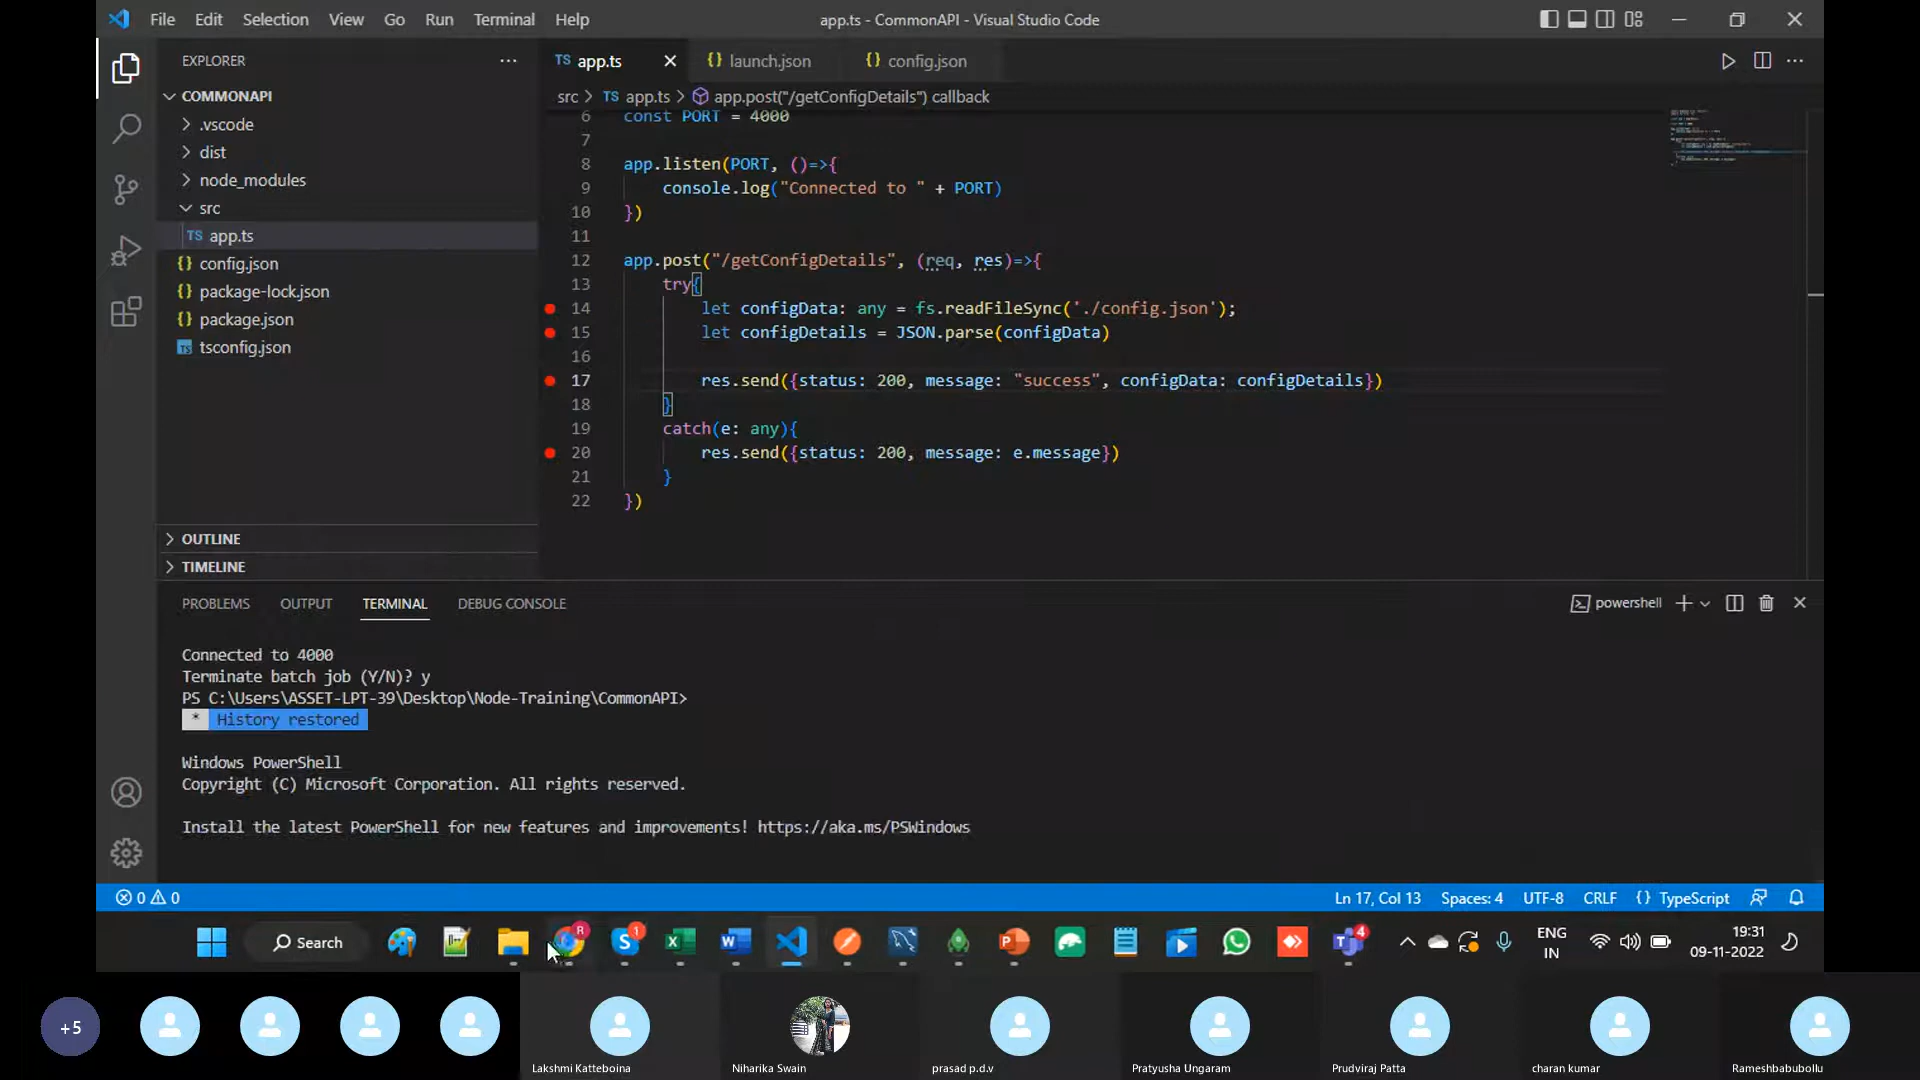 File Edit Selection View Go Run Terminal Help
app.ts - CommonAPI - Visual Studio Code
EXPLORER
COMMONAPI
.vscode
dist
node_modules
src
TS app.ts
{} config.json
{} package-lock.json
{} package.json
TS tsconfig.json
OUTLINE
TIMELINE
TS app.ts {} launch.json {} config.json
src > TS app.ts > app.post("/getConfigDetails") callback
6 const PORT = 4000
7
8 app.listen(PORT, ()=>{
9 console.log("Connected to " + PORT)
10 })
11
12 app.post("/getConfigDetails", (req, res)=>{
13 try{
14 let configData: any = fs.readFileSync('./config.json');
15 let configDetails = JSON.parse(configData)
16
17 res.send({status: 200, message: "success", configData: configDetails})
18 }
19 catch(e: any){
20 res.send({status: 200, message: e.message})
21 }
22 })
PROBLEMS OUTPUT TERMINAL DEBUG CONSOLE
powershell
Connected to 4000
Terminate batch job (Y/N)? y
PS C:\Users\ASSET-LPT-39\Desktop\Node-Training\CommonAPI>
* History restored
Windows PowerShell
Copyright (C) Microsoft Corporation. All rights reserved.
Install the latest PowerShell for new features and improvements! https://aka.ms/PSWindows
0 0
Ln 17, Col 13 Spaces: 4 UTF-8 CRLF {} TypeScript
Search
R
1
4
ENG
IN
19:31
09-11-2022
+5
Lakshmi Katteboina
Niharika Swain
prasad p.d.v
Pratyusha Ungaram
Prudviraj Patta
charan kumar
Rameshbabubollu